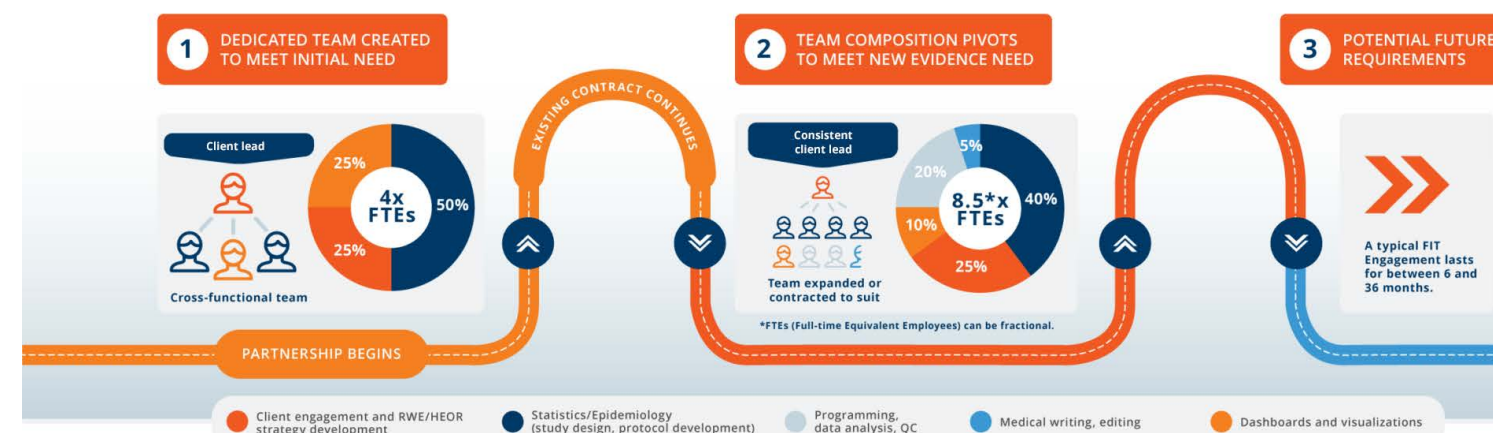 1
DEDICATED TEAM CREATED
TO MEET INITIAL NEED
Client lead
25%
50%
25%
4x
FTEs
Cross-functional team
PARTNERSHIP BEGINS
EXISTING CONTRACT CONTINUES
2
TEAM COMPOSITION PIVOTS
TO MEET NEW EVIDENCE NEED
Consistent
client lead
5%
20%
40%
10%
25%
8.5*x
FTEs
Team expanded or
contracted to suit
*FTEs (Full-time Equivalent Employees) can be fractional.
3
POTENTIAL FUTURE
REQUIREMENTS
A typical FIT
Engagement lasts
for between 6 and
36 months.
Client engagement and RWE/HEOR
strategy development
Statistics/Epidemiology
(study design, protocol development)
Programming,
data analysis, QC
Medical writing, editing
Dashboards and visualizations